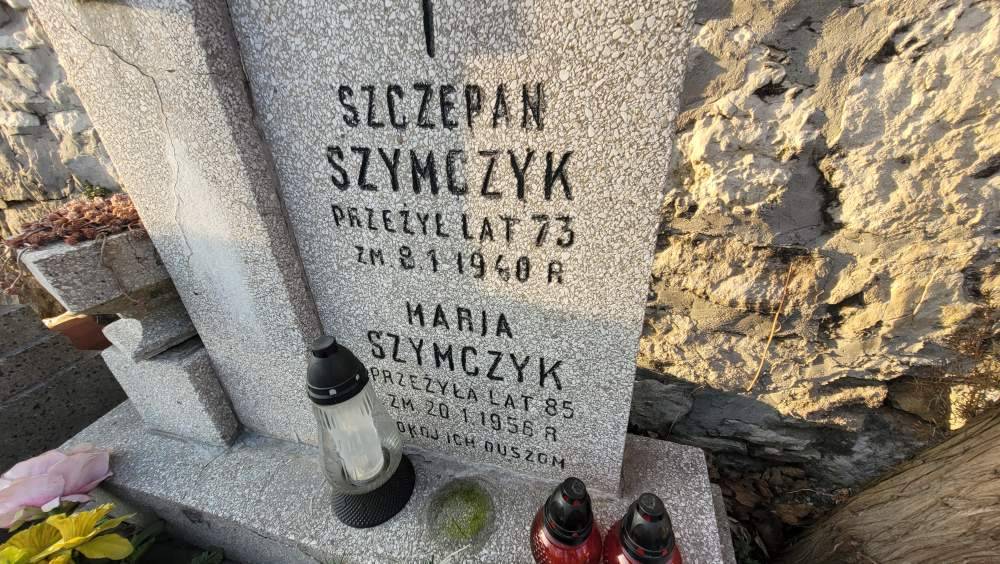 SZCZEPAN
SZYMCZYK
PRZEŻYŁ LAT 73
ZM 8.1 1940 R
MARJA
SZYMCZYK
PRZEŻYŁA LAT 85
ZM 20.1 1956 R
OKÓJ ICH DUSZOM